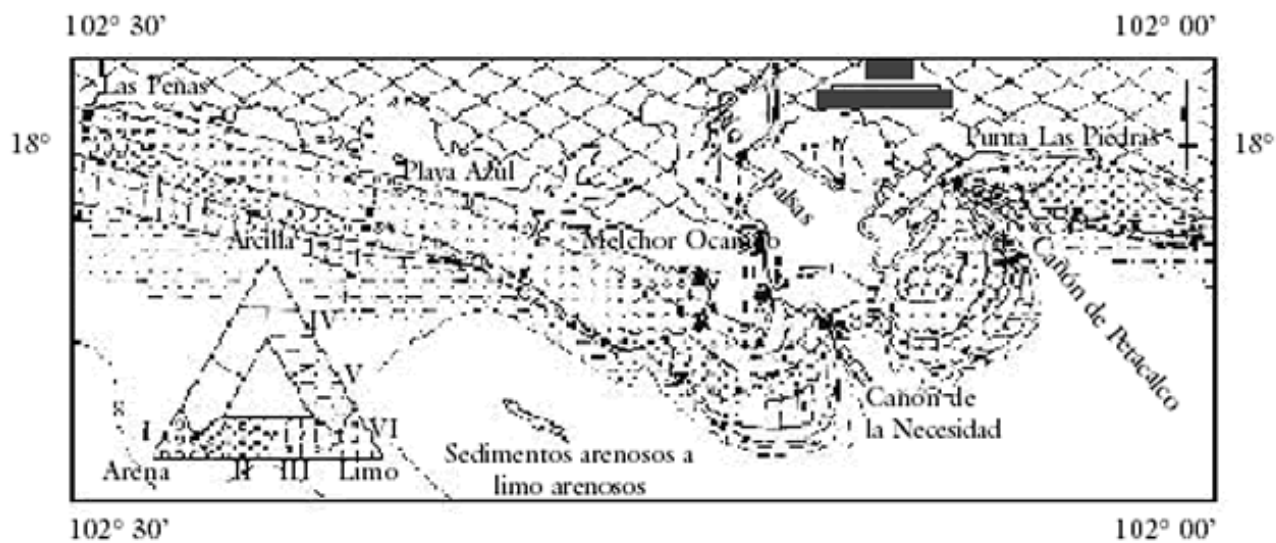 102° 30'
102° 00'
Las Peñas
18°
Punta Las Piedras
18°
Playa Azul
Río
Balsas
Arcilla
Melchor Ocampo
Cañón de Petacalco
IV
V
I
VI
Arena
II
III
Limo
Sedimentos arenosos a
limo arenosos
Cañón de
la Necesidad
102° 30'
102° 00'